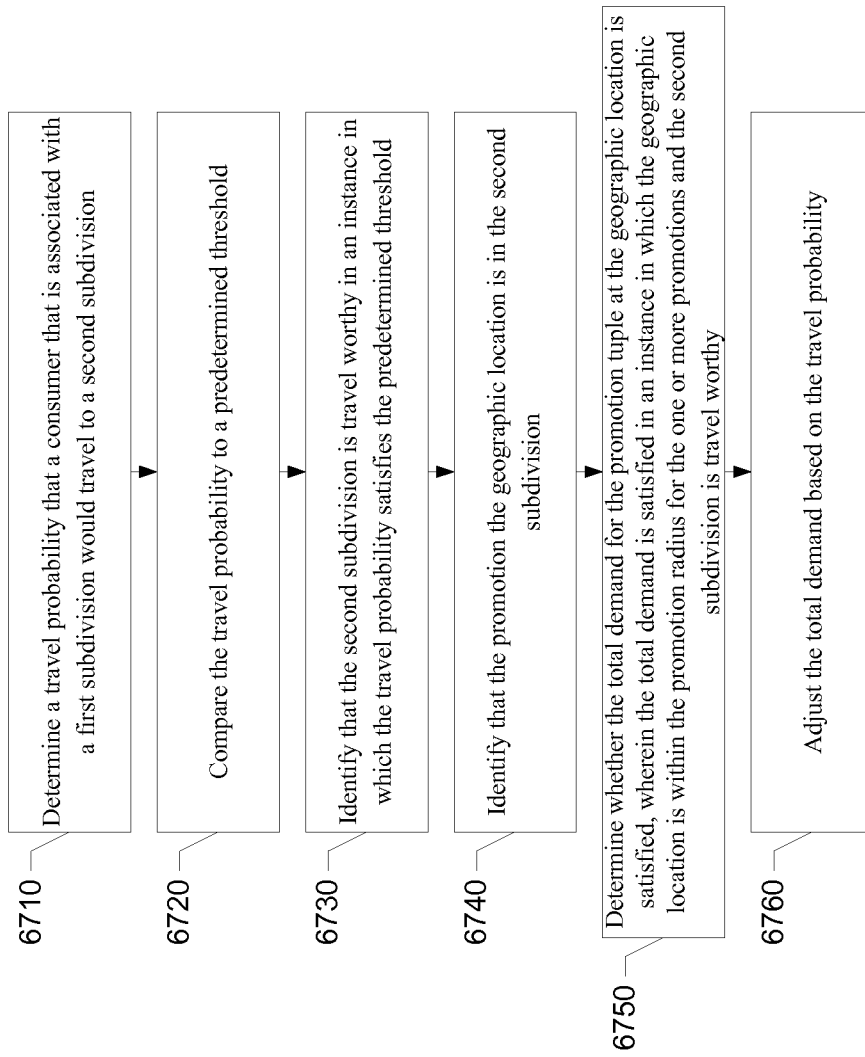 6710
Determine a travel probability that a consumer that is associated with
a first subdivision would travel to a second subdivision
6720
Compare the travel probability to a predetermined threshold
6730
Identify that the second subdivision is travel worthy in an instance in
which the travel probability satisfies the predetermined threshold
6740
Identify that the promotion the geographic location is in the second
subdivision
6750
Determine whether the total demand for the promotion tuple at the geographic location is
satisfied, wherein the total demand is satisfied in an instance in which the geographic
location is within the promotion radius for the one or more promotions and the second
subdivision is travel worthy
6760
Adjust the total demand based on the travel probability